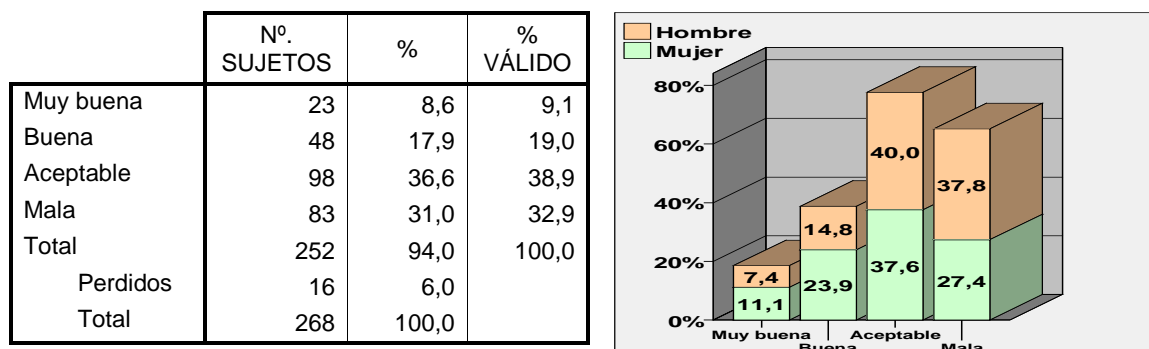 Nº. SUJETOS % % VÁLIDO
Muy buena 23 8,6 9,1
Buena 48 17,9 19,0
Aceptable 98 36,6 38,9
Mala 83 31,0 32,9
Total 252 94,0 100,0
Perdidos 16 6,0
Total 268 100,0
Hombre
Mujer
80%
60%
40%
20%
0%
7,4
11,1
14,8
23,9
40,0
37,6
37,8
27,4
Muy buena
Buena
Aceptable
Mala